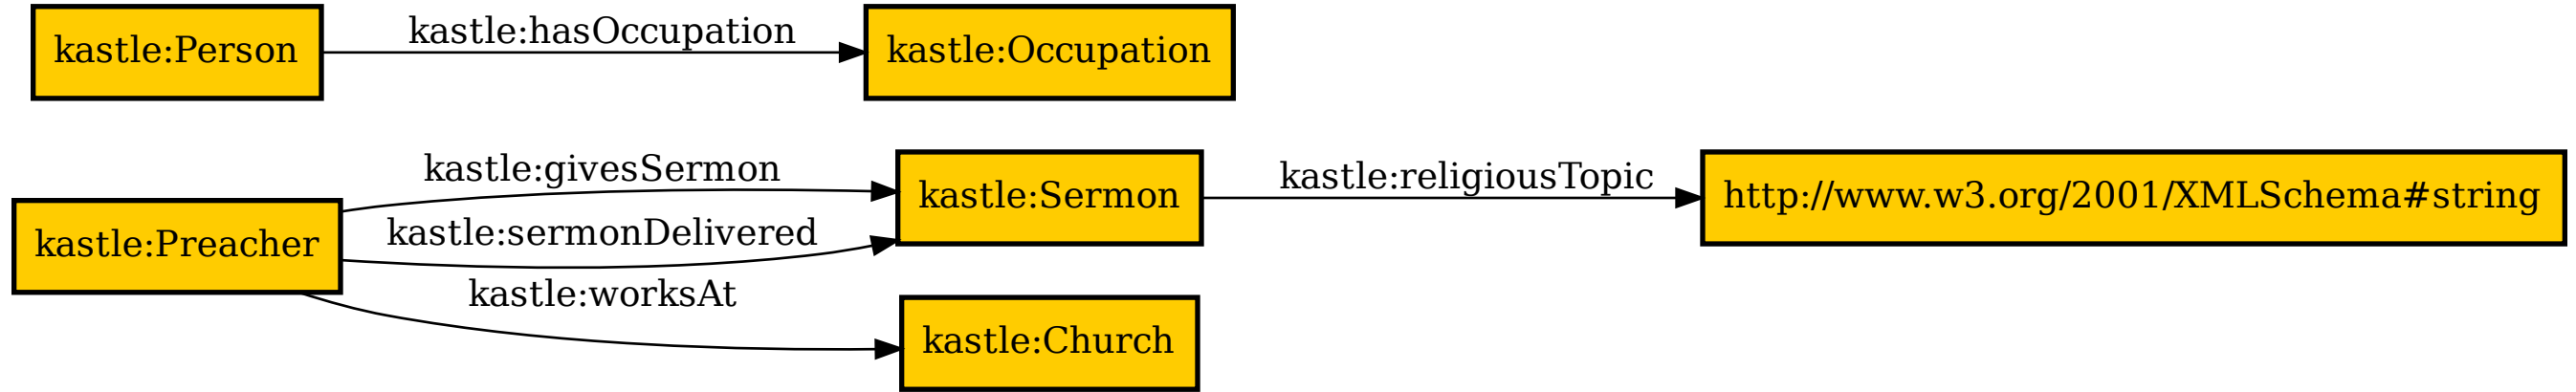 kastle:Person
kastle:hasOccupation
kastle:Occupation
kastle:Preacher
kastle:givesSermon
kastle:sermonDelivered
kastle:worksAt
kastle:Sermon
kastle:religiousTopic
http://www.w3.org/2001/XMLSchema#string
kastle:Church